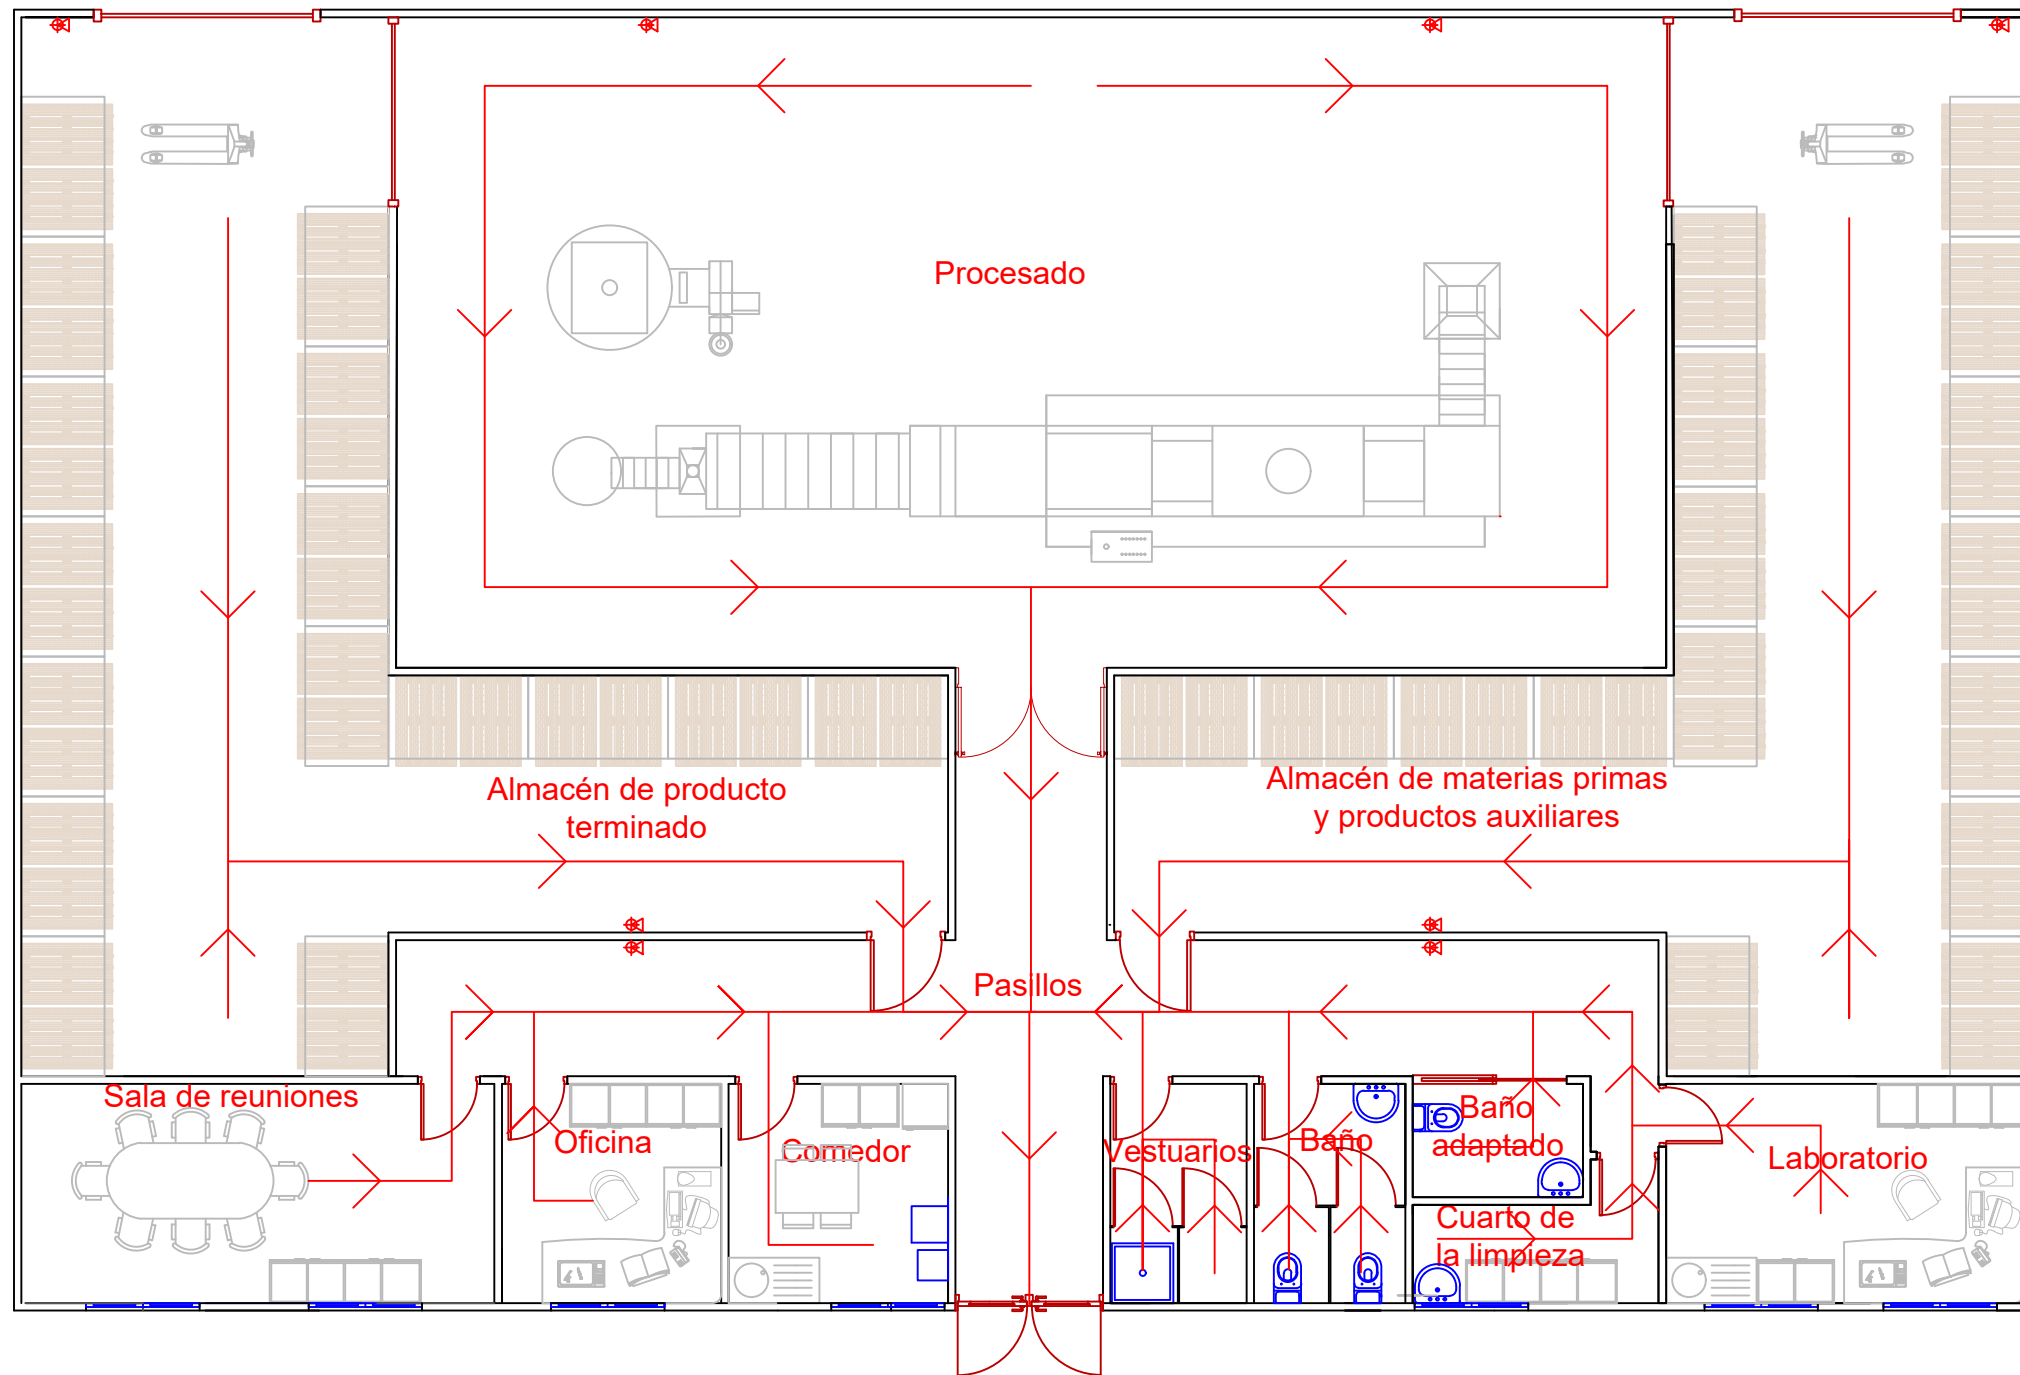 Procesado
Almacén de producto
terminado
Almacén de materias primas
y productos auxiliares
Pasillos
Sala de reuniones
Oficina
Comedor
Vestuarios
Baño
Baño
adaptado
Cuarto de
la limpieza
Laboratorio